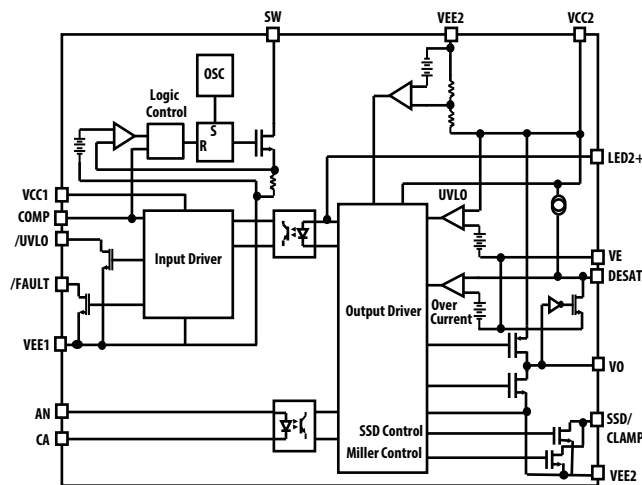 SW
VEE2
VCC2
OSC
Logic
Control
S
R
LED2+
VCC1
COMP
/UVLO
/FAULT
VEE1
Input Driver
UVLO
VE
DESAT
Output Driver
Over
Current
VO
AN
CA
SSD Control
Miller Control
SSD/
CLAMP
VEE2